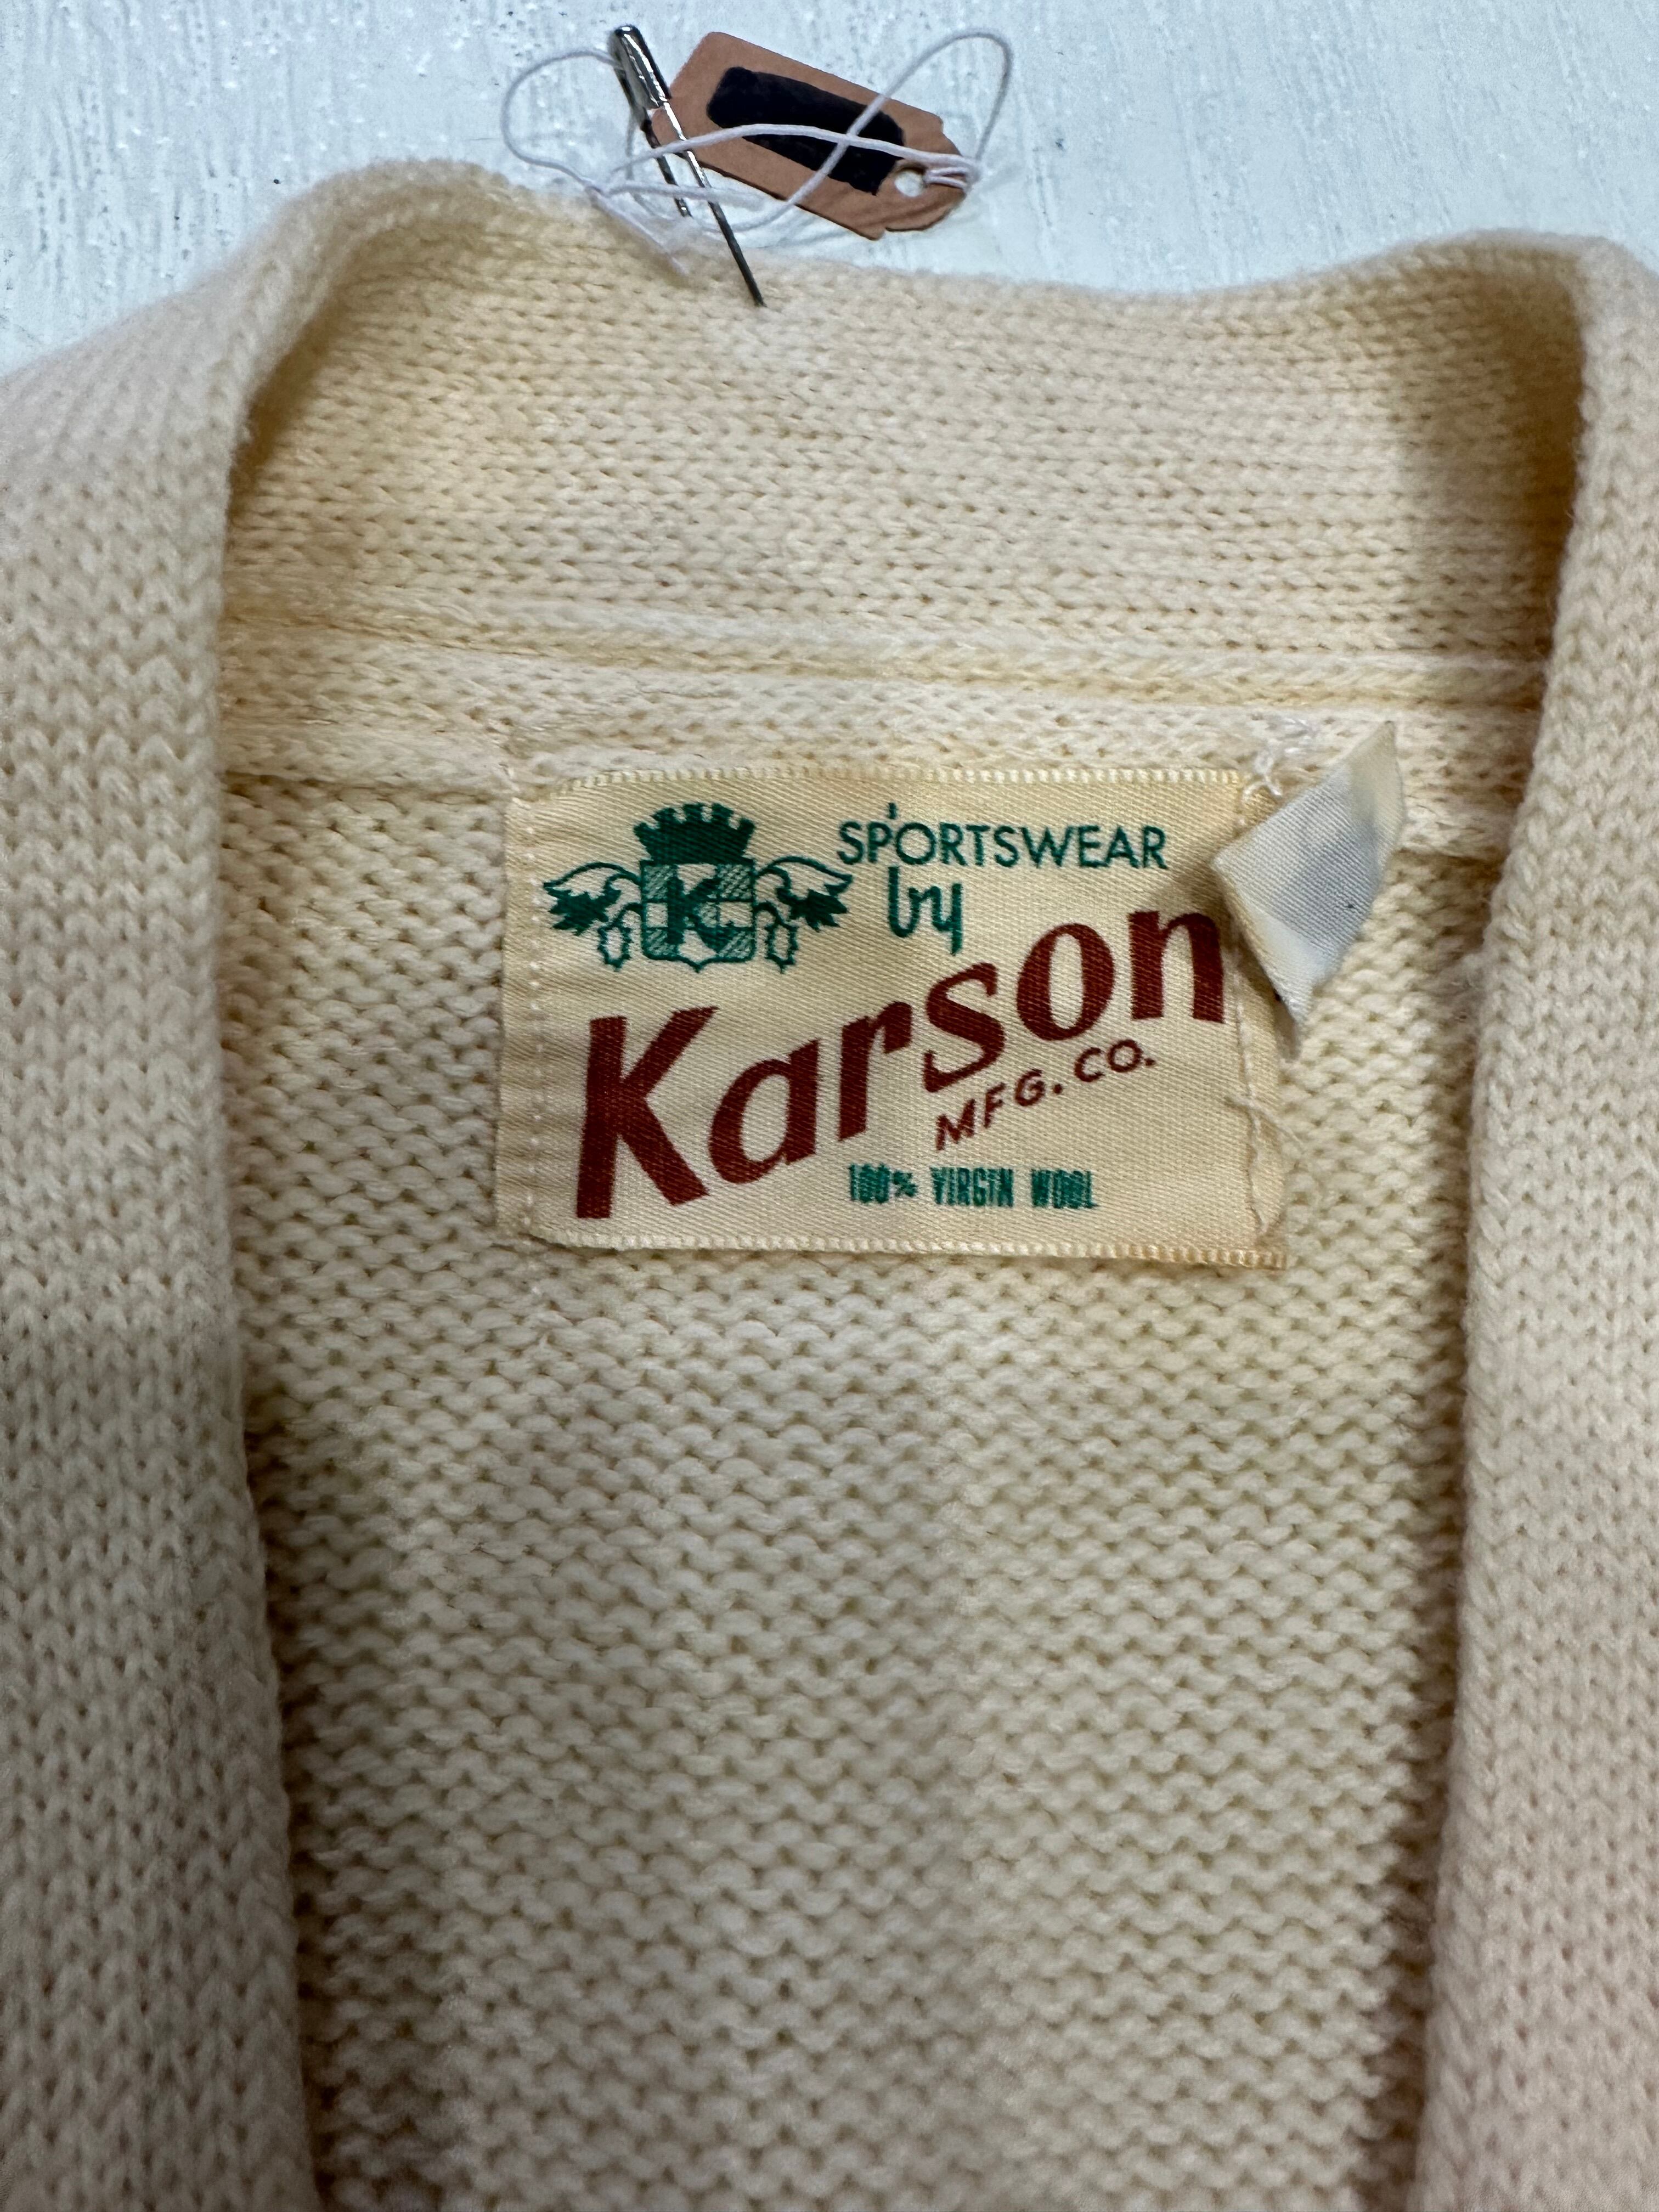 K
SPORTSWEAR
by
Karson
MFG. CO.
100% VIRGIN WOOL